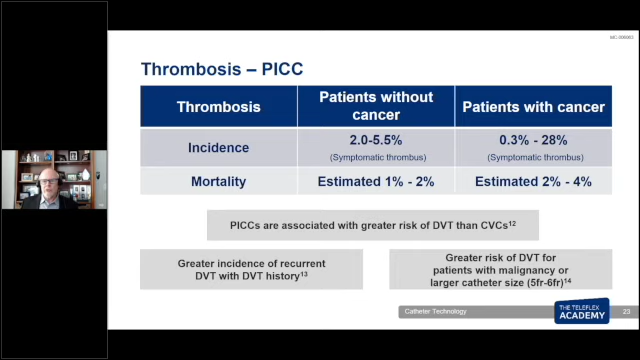 Thrombosis – PICC
Thrombosis
Patients without
cancer
Patients with cancer
Incidence
2.0-5.5%
(Symptomatic thrombus)
0.3% - 28%
(Symptomatic thrombus)
Mortality
Estimated 1% - 2%
Estimated 2% - 4%
PICCs are associated with greater risk of DVT than CVCs¹²
Greater incidence of recurrent
DVT with DVT history¹³
Greater risk of DVT for
patients with malignancy or
larger catheter size (5fr-6fr)¹⁴
Catheter Technology
THE TELEFLEX
ACADEMY
23